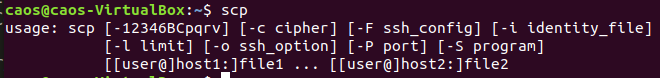 caos@caos-VirtualBox:~$ scp
usage: scp [-12346BCpqrv] [-c cipher] [-F ssh_config] [-i identity_file]
           [-l limit] [-o ssh_option] [-P port] [-S program]
           [[user@]host1:]file1 ... [[user@]host2:]file2